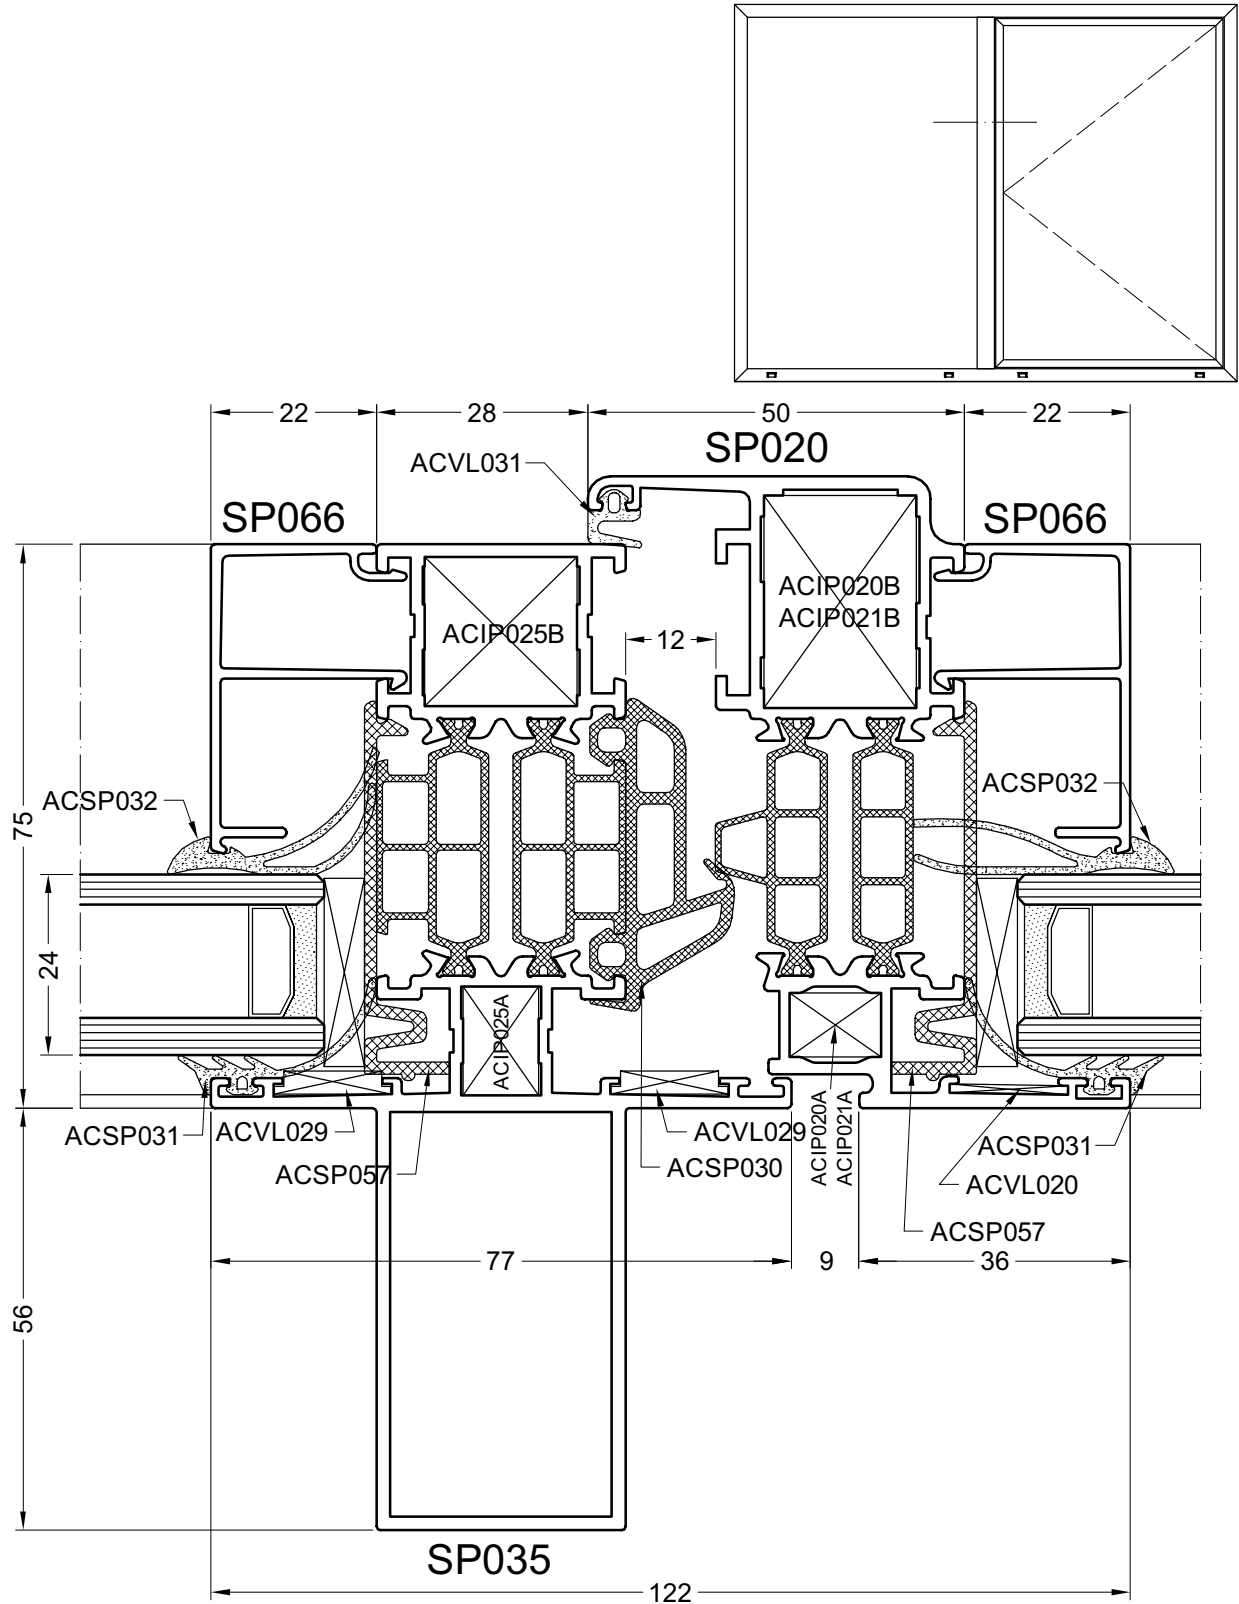 22
28
50
22
SP020
ACVL031
SP066
SP066
ACIP020B
ACIP021B
ACIP025B
12
ACSP032
ACSP032
75
24
ACIP025A
ACSP031
ACVL029
ACVL029
ACIP020A
ACIP021A
ACSP031
ACSP057
ACSP030
ACVL020
ACSP057
77
9
36
56
SP035
122